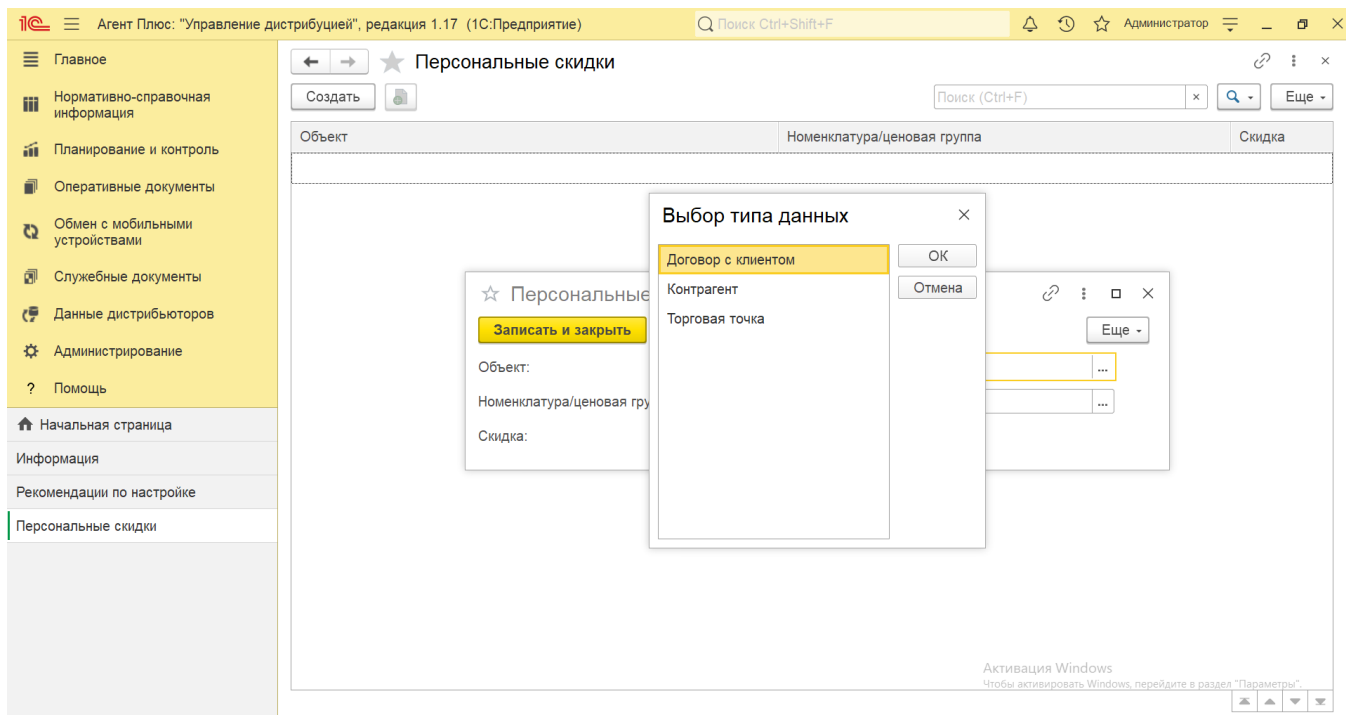 Агент Плюс: "Управление дистрибуцией", редакция 1.17 (1С:Предприятие)
Поиск Ctrl+Shift+F
Администратор
Главное
Нормативно-справочная
информация
Планирование и контроль
Оперативные документы
Обмен с мобильными
устройствами
Служебные документы
Данные дистрибьюторов
Администрирование
? Помощь
Начальная страница
Информация
Рекомендации по настройке
Персональные скидки
Персональные скидки
Создать
Поиск (Ctrl+F)
Еще
Объект
Номенклатура/ценовая группа
Скидка
Выбор типа данных
Договор с клиентом
Контрагент
Торговая точка
ОК
Отмена
Персональные
Записать и закрыть
Еще
Объект:
...
Номенклатура/ценовая гру
...
Скидка:
Активация Windows
Чтобы активировать Windows, перейдите в раздел "Параметры".